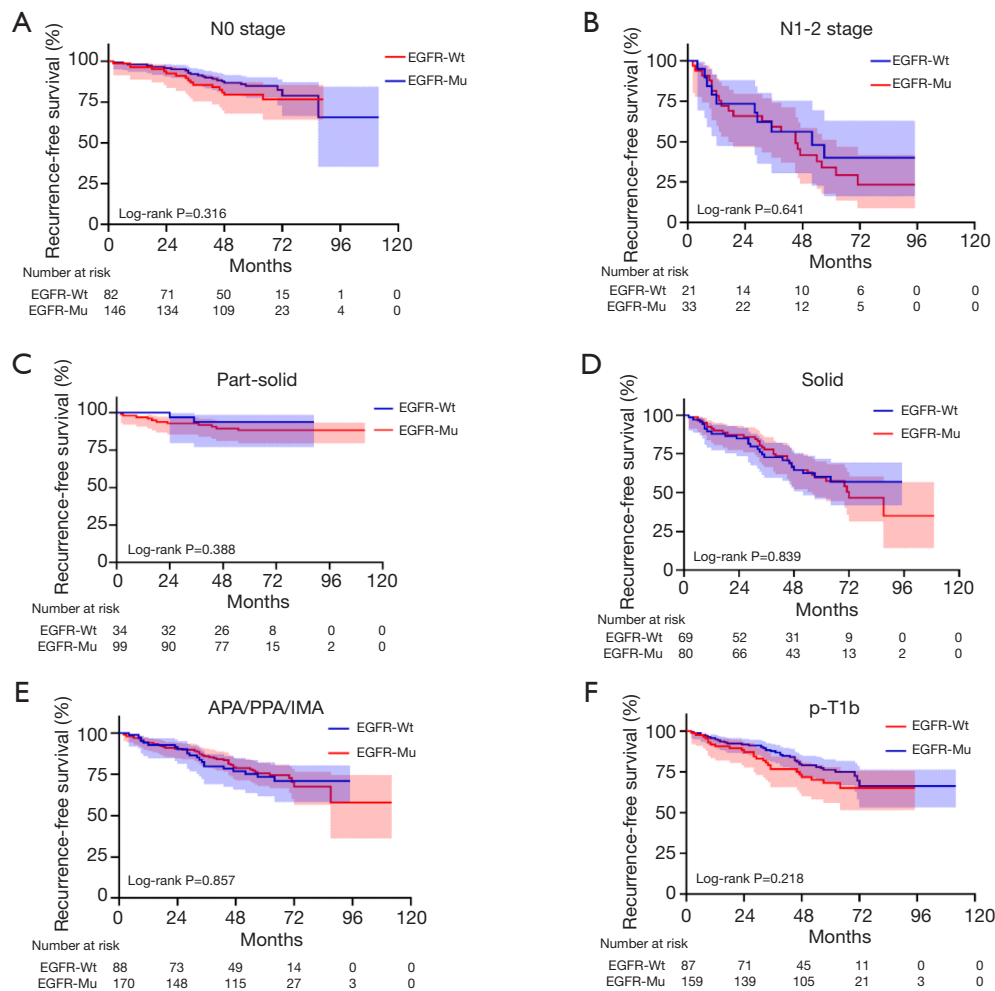 A
N0 stage
Recurrence-free survival (%)
100
75
50
25
0
EGFR-Wt
EGFR-Mu
Log-rank P=0.316
0 24 48 72 96 120
Months
Number at risk
EGFR-Wt 82 71 50 15 1 0
EGFR-Mu 146 134 109 23 4 0
B
N1-2 stage
Recurrence-free survival (%)
100
75
50
25
0
EGFR-Wt
EGFR-Mu
Log-rank P=0.641
0 24 48 72 96 120
Months
Number at risk
EGFR-Wt 21 14 10 6 0 0
EGFR-Mu 33 22 12 5 0 0
C
Part-solid
Recurrence-free survival (%)
100
75
50
25
0
EGFR-Wt
EGFR-Mu
Log-rank P=0.388
0 24 48 72 96 120
Months
Number at risk
EGFR-Wt 34 32 26 8 0 0
EGFR-Mu 99 90 77 15 2 0
D
Solid
Recurrence-free survival (%)
100
75
50
25
0
EGFR-Wt
EGFR-Mu
Log-rank P=0.839
0 24 48 72 96 120
Months
Number at risk
EGFR-Wt 69 52 31 9 0 0
EGFR-Mu 80 66 43 13 2 0
E
APA/PPA/IMA
Recurrence-free survival (%)
100
75
50
25
0
EGFR-Wt
EGFR-Mu
Log-rank P=0.857
0 24 48 72 96 120
Months
Number at risk
EGFR-Wt 88 73 49 14 0 0
EGFR-Mu 170 148 115 27 3 0
F
p-T1b
Recurrence-free survival (%)
100
75
50
25
0
EGFR-Wt
EGFR-Mu
Log-rank P=0.218
0 24 48 72 96 120
Months
Number at risk
EGFR-Wt 87 71 45 11 0 0
EGFR-Mu 159 139 105 21 3 0